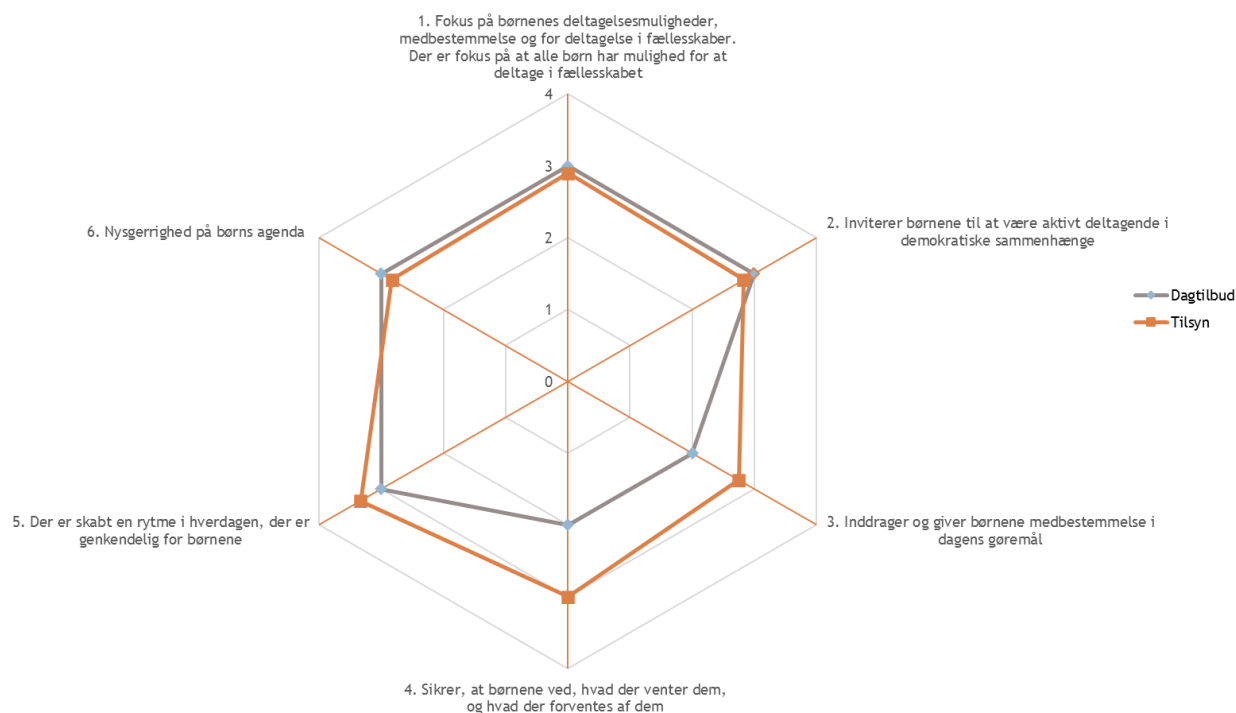 1. Fokus på børnenes deltagelsesmuligheder,
medbestemmelse og for deltagelse i fællesskaber.
Der er fokus på at alle børn har mulighed for at
deltage i fællesskabet
4
3
2
1
0
2. Inviterer børnene til at være aktivt deltagende i
demokratiske sammenhænge
3. Inddrager og giver børnene medbestemmelse i
dagens gøremål
4. Sikrer, at børnene ved, hvad der venter dem,
og hvad der forventes af dem
5. Der er skabt en rytme i hverdagen, der er
genkendelig for børnene
6. Nysgerrighed på børns agenda
Dagtilbud
Tilsyn